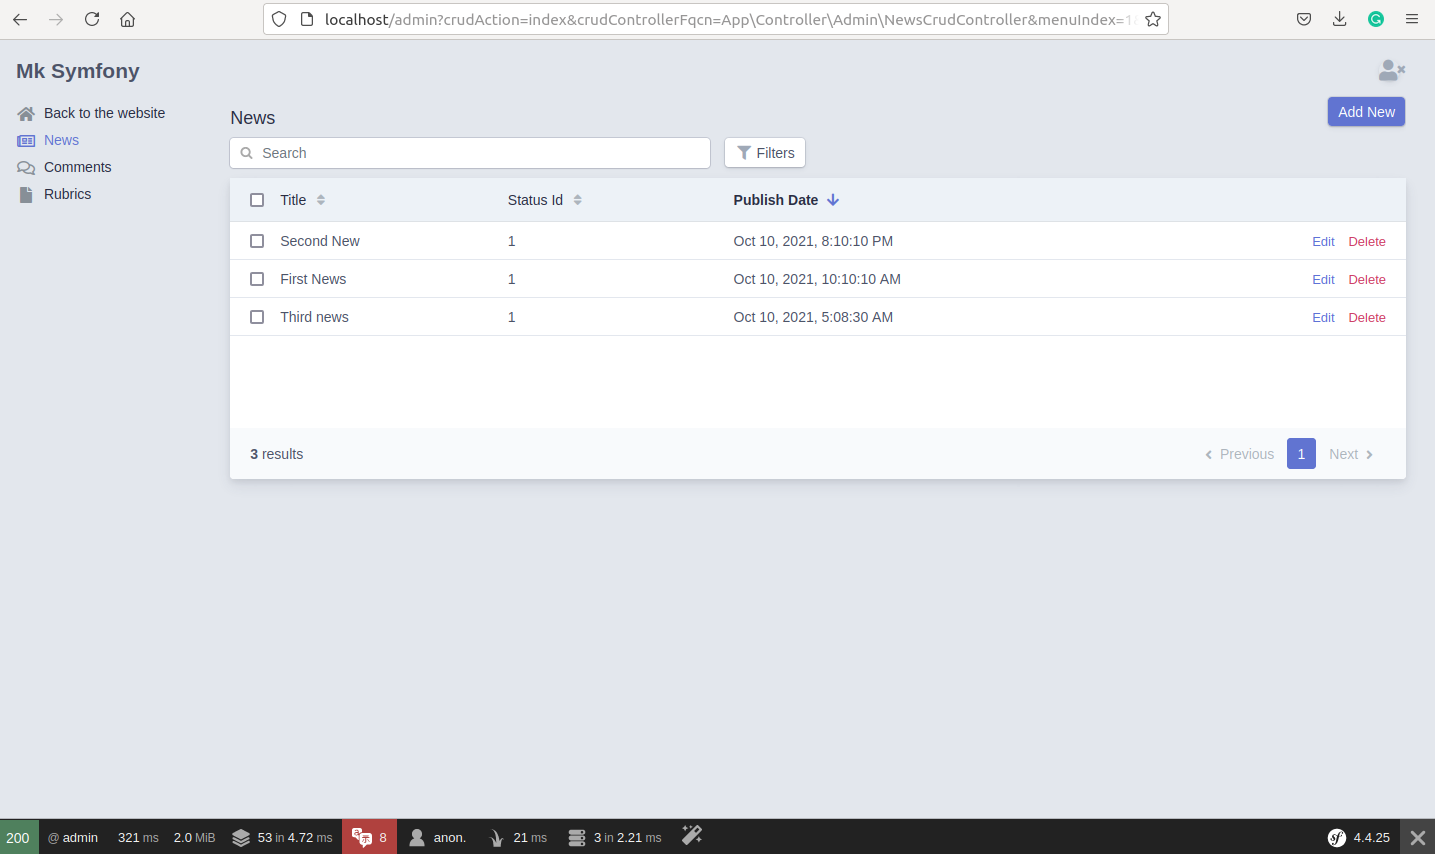 localhost/admin?crudAction=index&crudControllerFqcn=App\Controller\Admin\NewsCrudController&menuIndex=1
Mk Symfony
Back to the website
News
Comments
Rubrics
News
Add New
Search
Filters
Title Status Id Publish Date
Second New 1 Oct 10, 2021, 8:10:10 PM Edit Delete
First News 1 Oct 10, 2021, 10:10:10 AM Edit Delete
Third news 1 Oct 10, 2021, 5:08:30 AM Edit Delete
3 results Previous 1 Next
200 @ admin 321 ms 2.0 MiB 53 in 4.72 ms 8 anon. 21 ms 3 in 2.21 ms sf 4.4.25